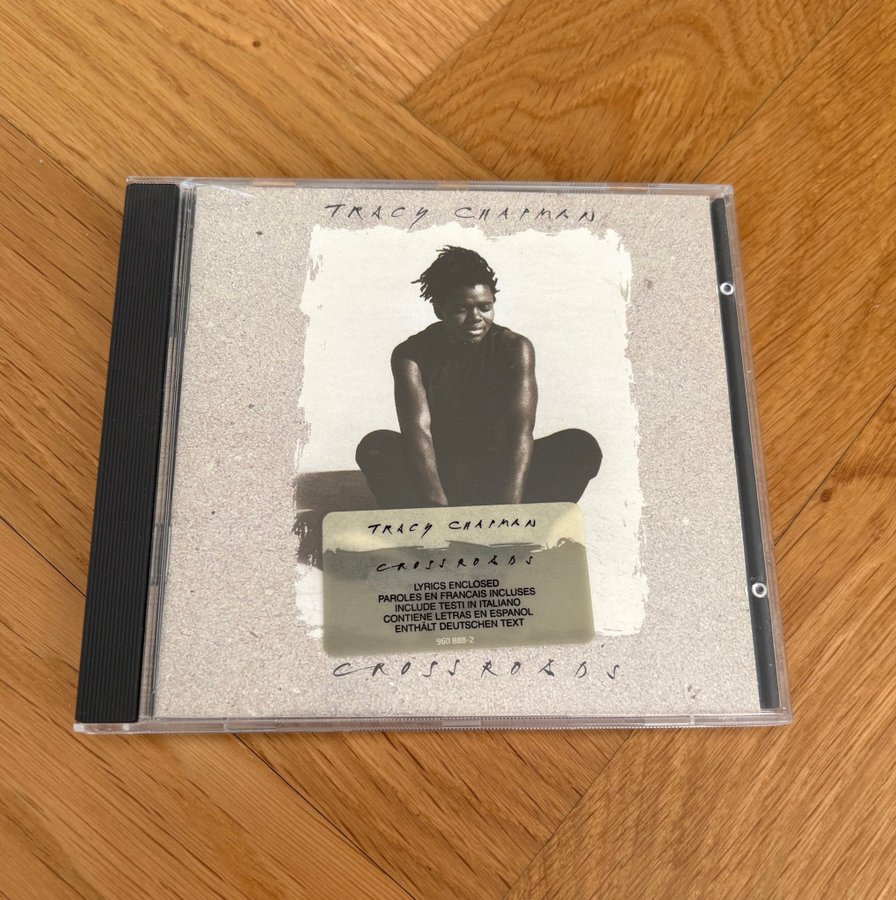 TRACY CHAPMAN
TRACY CHAPMAN
CROSSROADS
LYRICS ENCLOSED
PAROLES EN FRANCAIS INCLUSES
INCLUDE TESTI IN ITALIANO
CONTIENE LETRAS EN ESPANOL
ENTHÄLT DEUTSCHEN TEXT
960 888-2
CROSSROADS